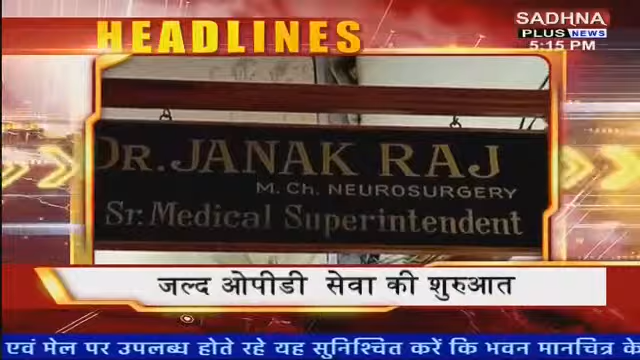 HEADLINES
SADHNA
PLUS NEWS
5:15 PM
DR. JANAK RAJ
M. CH. NEUROSURGERY
Sr. Medical Superintendent
जल्द ओपीडी सेवा की शुरुआत
एवं मेल पर उपलब्ध होते रहे यह सुनिश्चित करें कि भवन मानचित्र के